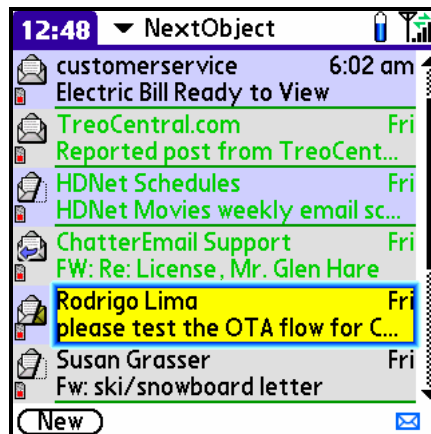 12:48 NextObject
customerservice 6:02 am
Electric Bill Ready to View
TreoCentral.com Fri
Reported post from TreoCent...
HDNet Schedules Fri
HDNet Movies weekly email sc...
ChatterEmail Support Fri
FW: Re: License, Mr. Glen Hare
Rodrigo Lima Fri
please test the OTA flow for C...
Susan Grasser Fri
Fw: ski/snowboard letter
New